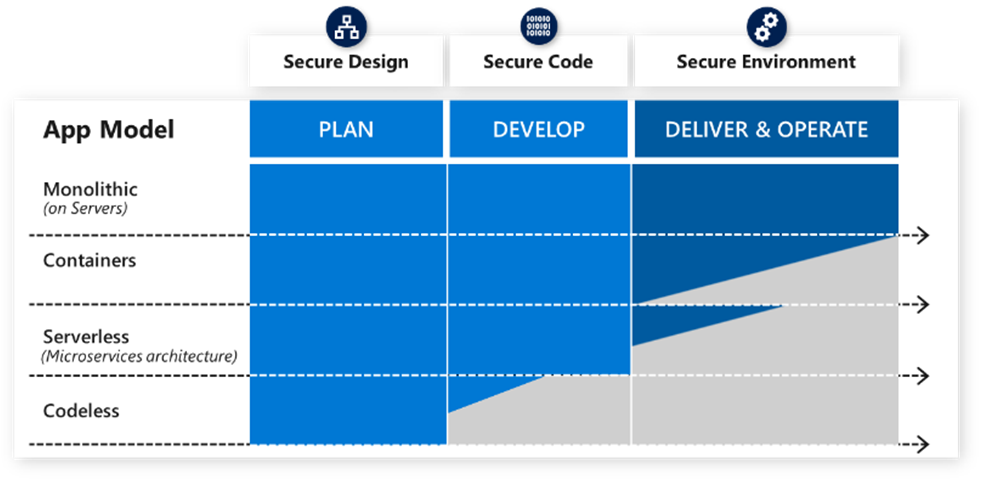 Secure Design
Secure Code
Secure Environment
App Model
PLAN
DEVELOP
DELIVER & OPERATE
Monolithic
(on Servers)
Containers
Serverless
(Microservices architecture)
Codeless